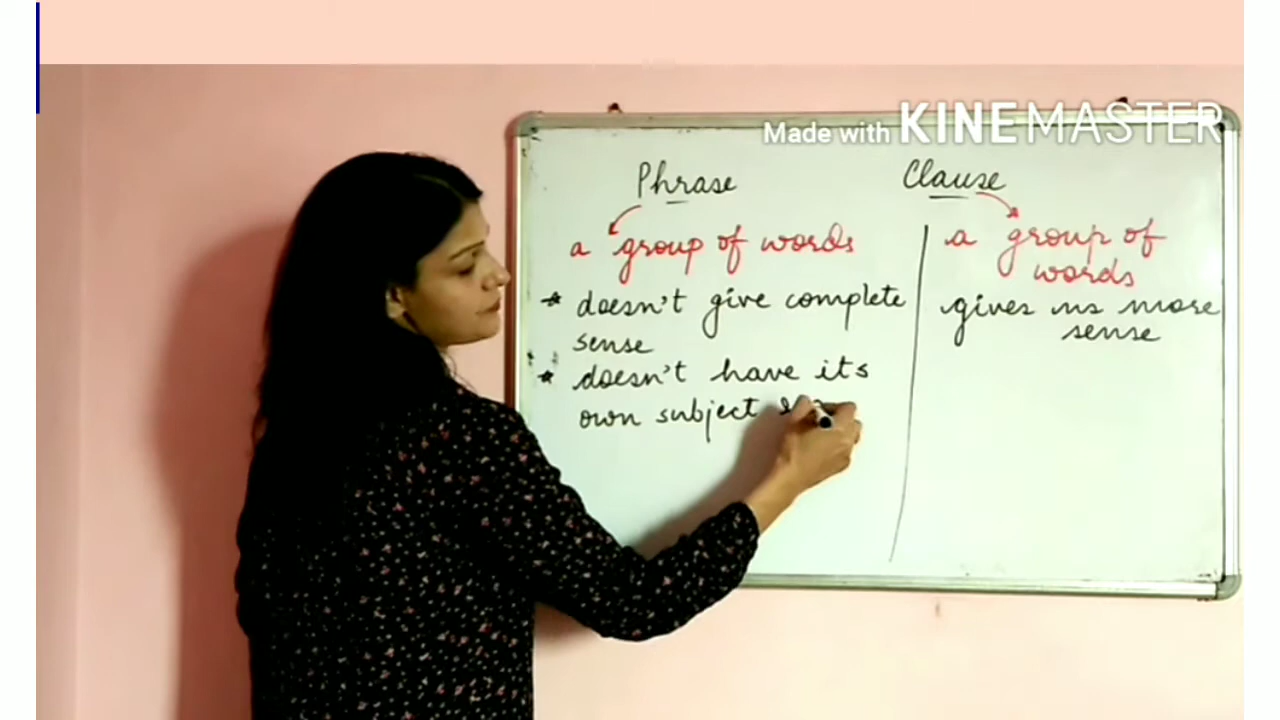 Made with KINEMASTER
Phrase
a group of words
* doesn't give complete
sense
* doesn't have its
own subject
Clause
a group of
words
gives us more
sense